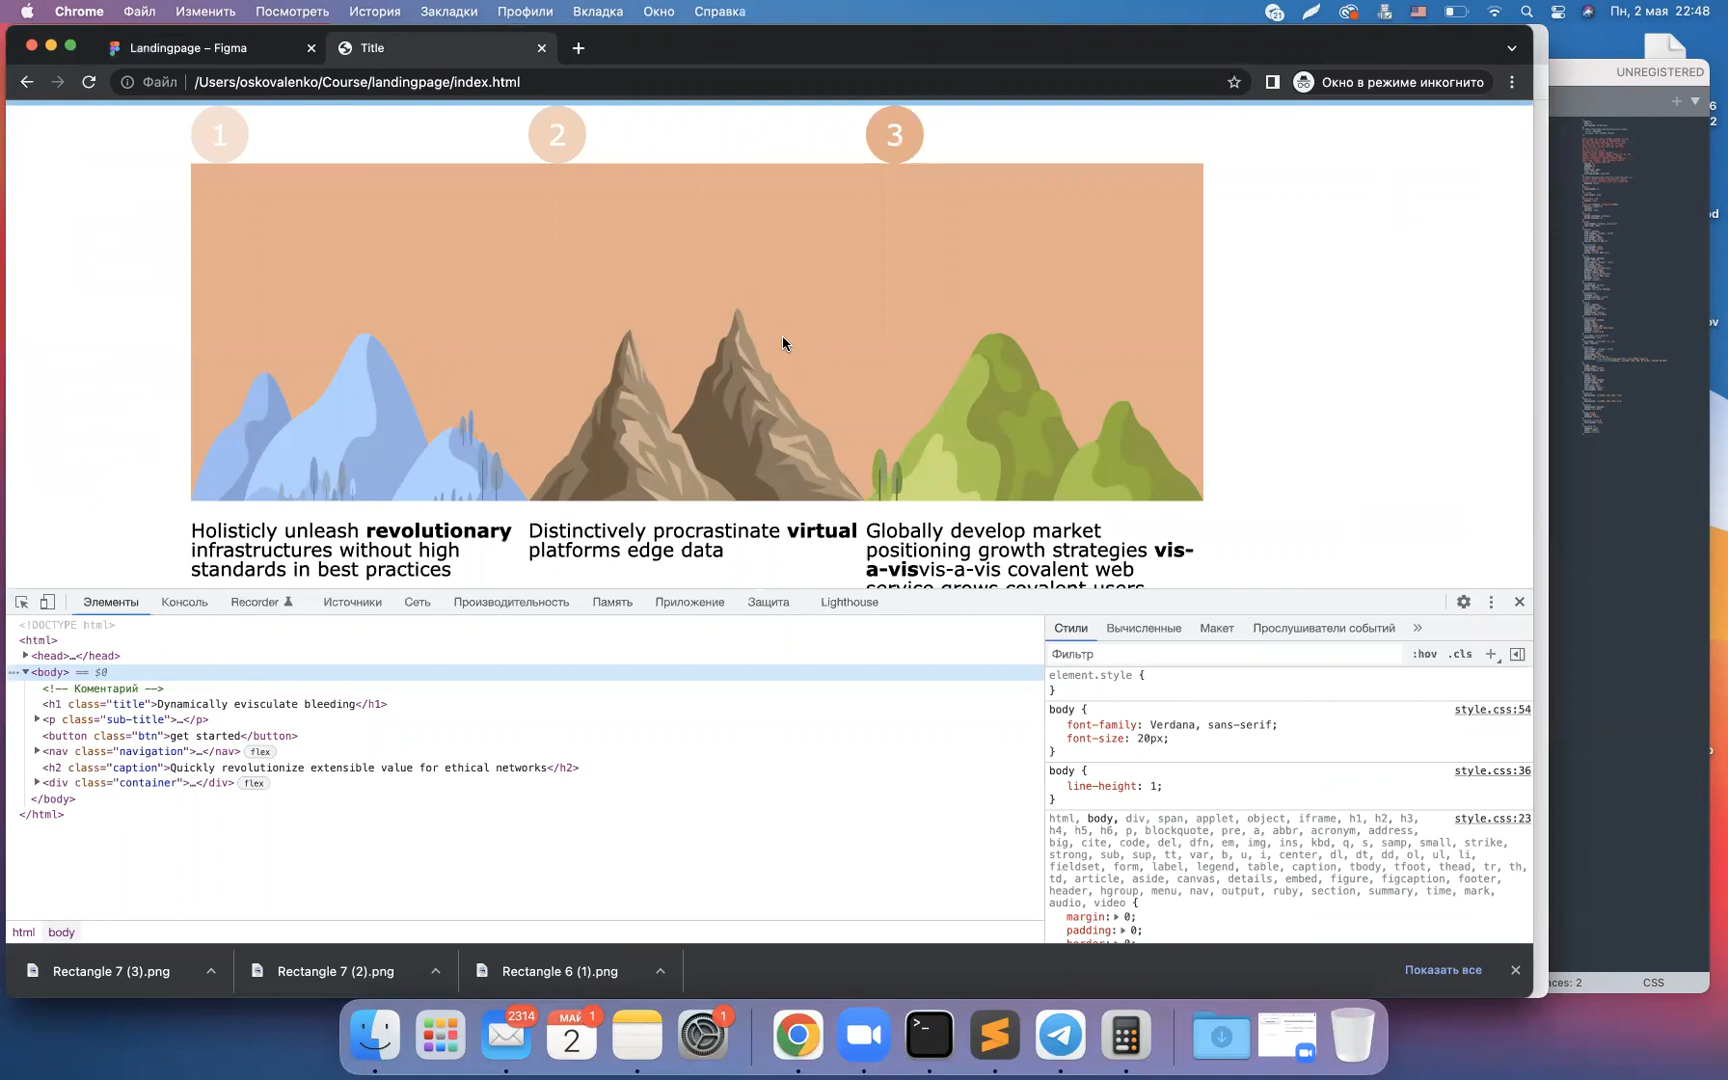 Chrome Файл Изменить Посмотреть История Закладки Профили Вкладка Окно Справка
21
Пн, 2 мая 22:48
Landingpage – Figma
Title
UNREGISTERED
Файл /Users/oskovalenko/Course/landingpage/index.html
Окно в режиме инкогнито
1 2 3
Holisticly unleash revolutionary
infrastructures without high
standards in best practices
Distinctively procrastinate virtual
platforms edge data
Globally develop market
positioning growth strategies vis-
a-visvis-a-vis covalent web
service grows covalent users
Элементы Консоль Recorder Источники Сеть Производительность Память Приложение Защита Lighthouse
<!DOCTYPE html>
<html>
<head>…</head>
<body> == $0
<!-- Коментарий -->
<h1 class="title">Dynamically evisculate bleeding</h1>
<p class="sub-title">…</p>
<button class="btn">get started</button>
<nav class="navigation">…</nav> flex
<h2 class="caption">Quickly revolutionize extensible value for ethical networks</h2>
<div class="container">…</div> flex
</body>
</html>
html body
Стили Вычисленные Макет Прослушиватели событий »
Фильтр :hov .cls +
element.style {
}
body { style.css:54
font-family: Verdana, sans-serif;
font-size: 20px;
}
body { style.css:36
line-height: 1;
}
html, body, div, span, applet, object, iframe, h1, h2, h3, style.css:23
h4, h5, h6, p, blockquote, pre, a, abbr, acronym, address,
big, cite, code, del, dfn, em, img, ins, kbd, q, s, samp, small, strike,
strong, sub, sup, tt, var, b, u, i, center, dl, dt, dd, ol, ul, li,
fieldset, form, label, legend, table, caption, tbody, tfoot, thead, tr, th,
td, article, aside, canvas, details, embed, figure, figcaption, footer,
header, hgroup, menu, nav, output, ruby, section, summary, time, mark,
audio, video {
margin: 0;
padding: 0;
Rectangle 7 (3).png
Rectangle 7 (2).png
Rectangle 6 (1).png
Показать все
CSS
2314
МАЙ
2
1
1